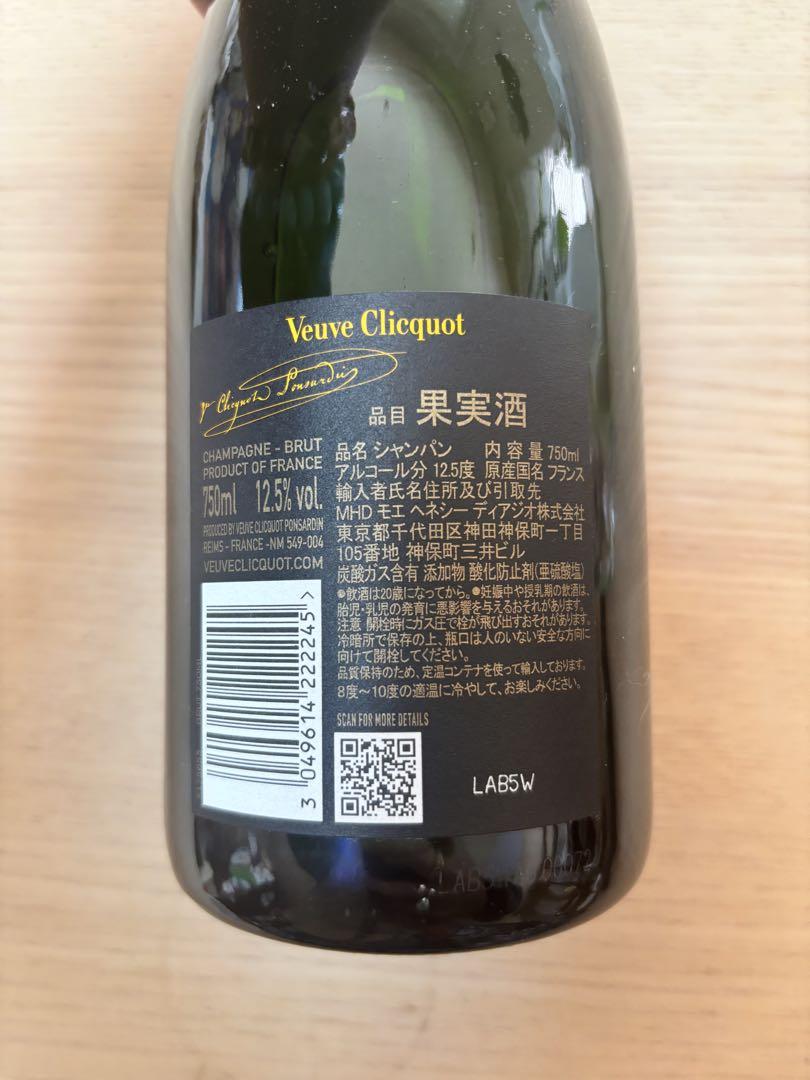 Veuve Clicquot
Vve Clicquot Ponsardin
品目 果実酒
CHAMPAGNE - BRUT
PRODUCT OF FRANCE
750ml 12.5% vol.
PRODUCED BY VEUVE CLICQUOT PONSARDIN
REIMS - FRANCE - NM 549-004
VEUVECLICQUOT.COM
3 049614 222245 >
品名 シャンパン 内容量 750ml
アルコール分 12.5度 原産国名 フランス
輸入者氏名住所及び引取先
MHD モエ ヘネシー ディアジオ株式会社
東京都千代田区神田神保町一丁目
105番地 神保町三井ビル
炭酸ガス含有 添加物 酸化防止剤(亜硫酸塩)
●飲酒は20歳になってから。●妊娠中や授乳期の飲酒は、
胎児・乳児の発育に悪影響を与えるおそれがあります。
注意 開栓時にガス圧で栓が飛び出すおそれがあります。
冷暗所で保存の上、瓶口は人のいない安全な方向に
向けて開栓してください。
品質保持のため、定温コンテナを使って輸入しております。
8度〜10度の適温に冷やして、お楽しみください。
SCAN FOR MORE DETAILS
LAB5W